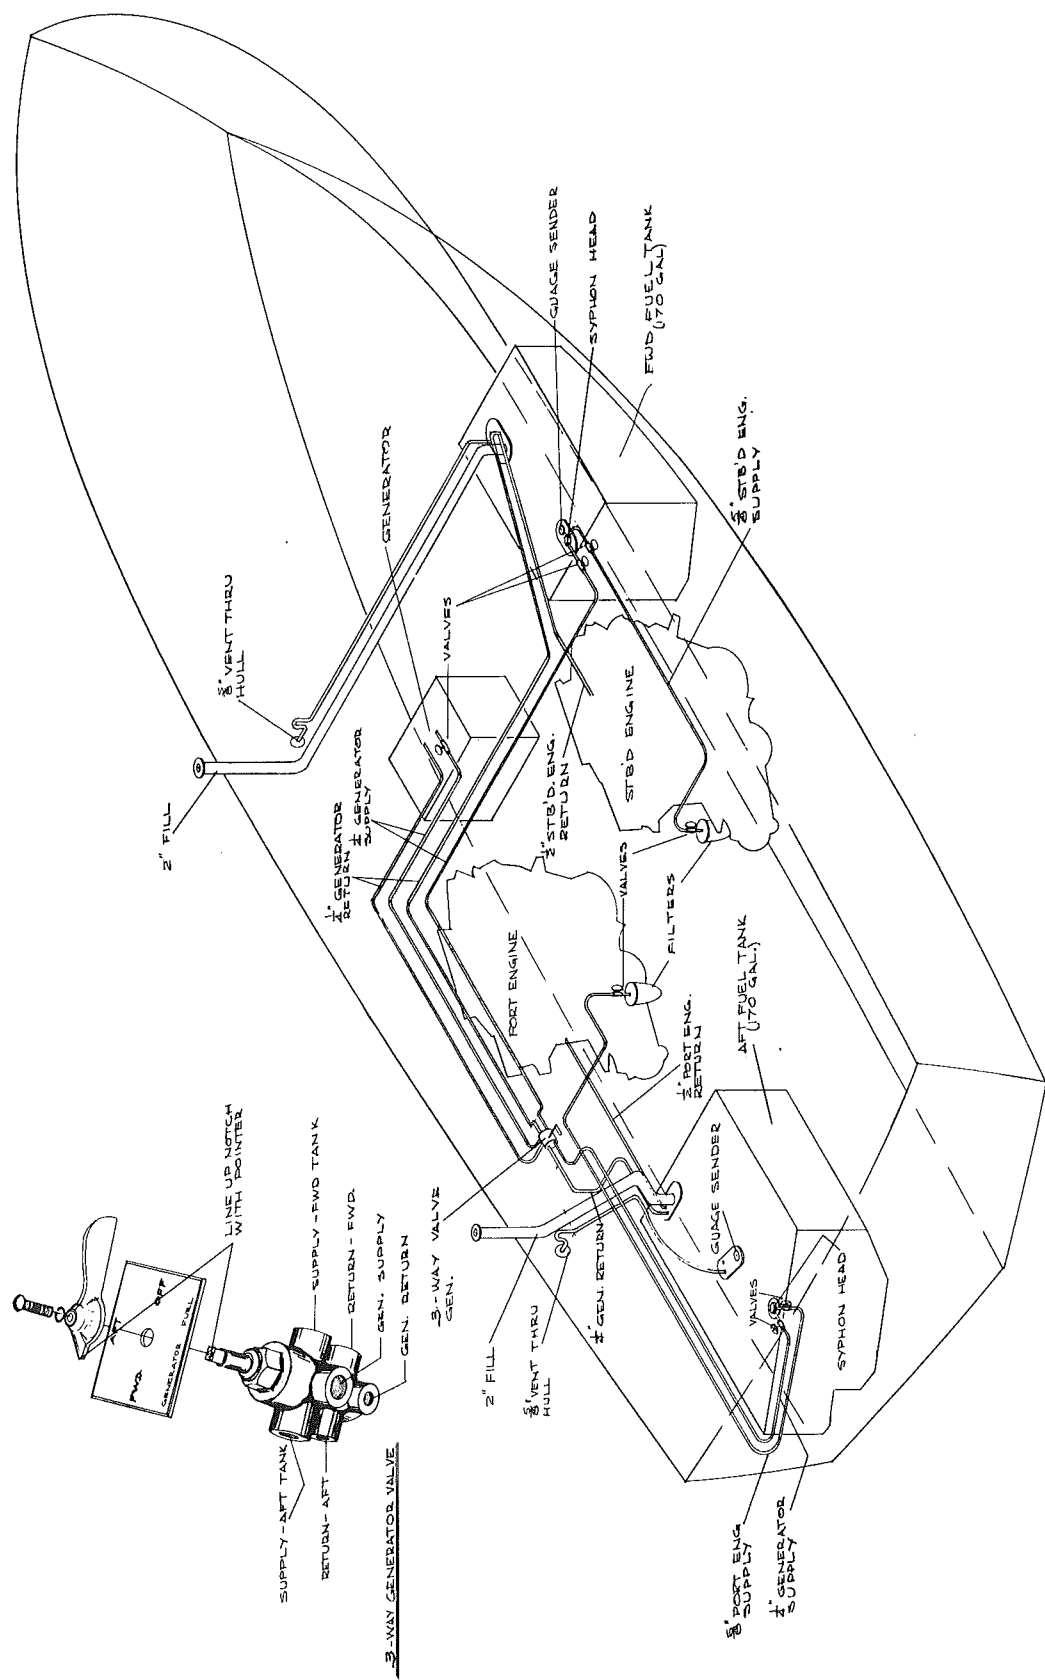 LINE UP NOTCH
WITH POINTER
OFF
AFT
FWD
GENERATOR FUEL
SUPPLY-FWD TANK
RETURN-FWD.
GEN. SUPPLY
GEN. RETURN
SUPPLY-AFT TANK
RETURN-AFT
3-WAY GENERATOR VALVE
2" FILL
5/8" VENT THRU
HULL
GENERATOR
VALVES
GUAGE SENDER
SYPHON HEAD
FWD. FUEL TANK
(170 GAL.)
5/8" STB'D ENG.
SUPPLY
1/4" GENERATOR
RETURN
1/4" GENERATOR
SUPPLY
1/2" STB'D. ENG.
RETURN
STB'D ENGINE
PORT ENGINE
VALVES
FILTERS
3-WAY VALVE
GEN.
2" FILL
5/8" VENT THRU
HULL
1/4" GEN. RETURN
1/2" PORT ENG.
RETURN
AFT FUEL TANK
(170 GAL.)
GUAGE SENDER
VALVES
SYPHON HEAD
5/8" PORT ENG
SUPPLY
1/4" GENERATOR
SUPPLY